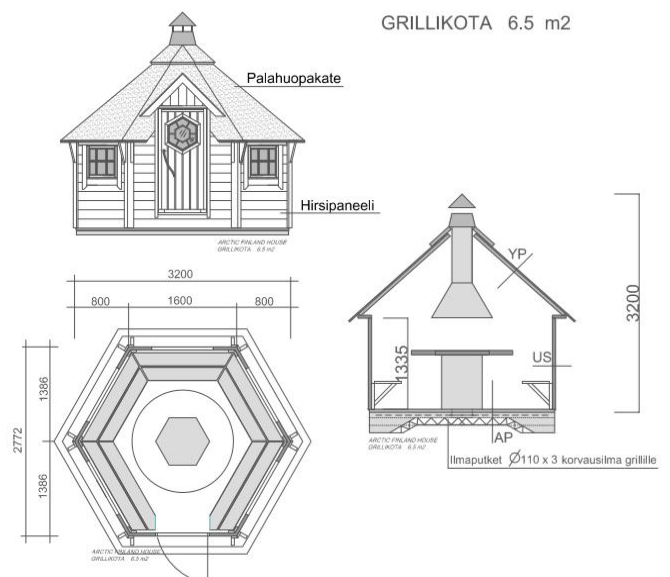 GRILLIKOTA 6.5 m2
Palahuopakate
Hirsipaneeli
ARCTIC FINLAND HOUSE
GRILLIKOTA 6.5 m2
3200
800 1600 800
2772
1386
1386
ARCTIC FINLAND HOUSE
GRILLIKOTA 6.5 m2
YP
3200
1335
US
AP
ARCTIC FINLAND HOUSE
GRILLIKOTA 6.5 m2
Ilmaputket Ø110 x 3 korvausilma grillille